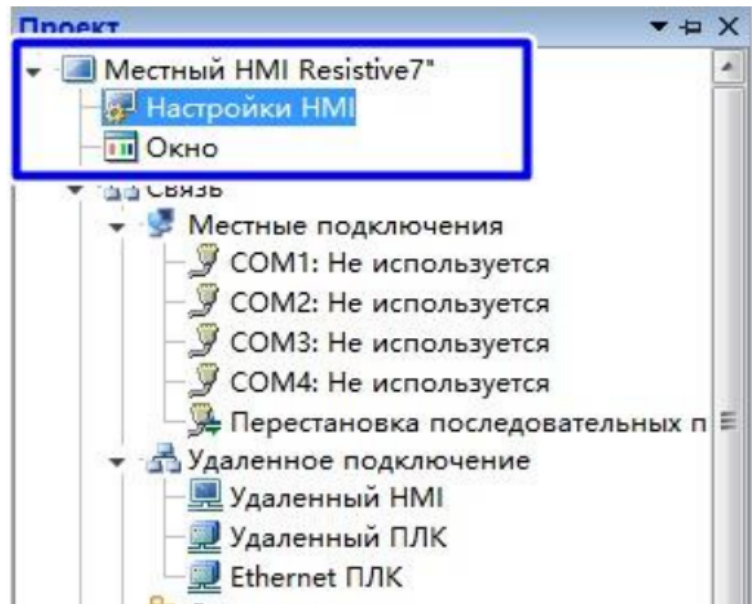 Проект
Местный HMI Resistive7"
Настройки HMI
Окно
Связь
Местные подключения
COM1: Не используется
COM2: Не используется
COM3: Не используется
COM4: Не используется
Перестановка последовательных п
Удаленное подключение
Удаленный HMI
Удаленный ПЛК
Ethernet ПЛК